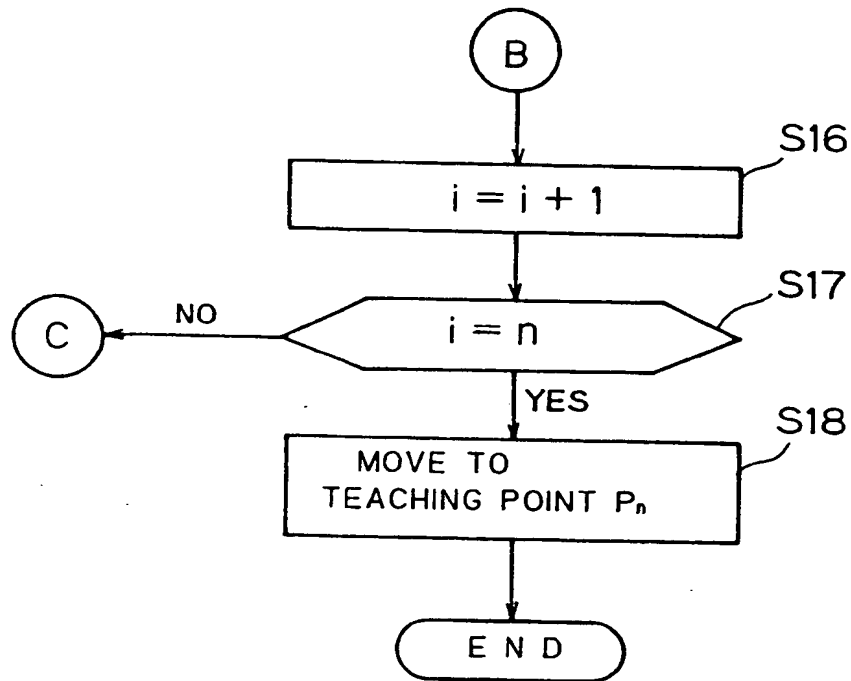 B
S16
i = i + 1
S17
i = n
NO
C
YES
S18
MOVE TO
TEACHING POINT Pₙ
END